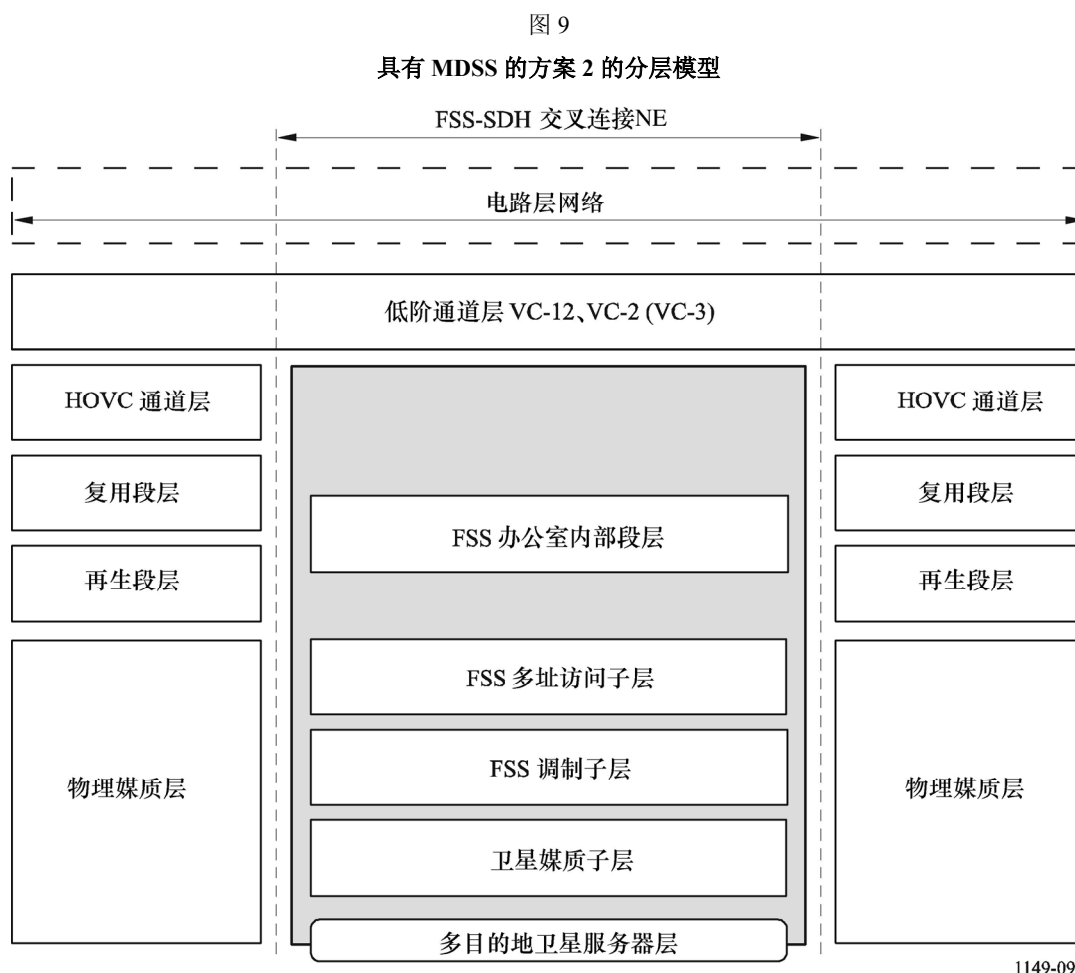 图 9
具有 MDSS 的方案 2 的分层模型
FSS-SDH 交叉连接NE
电路层网络
低阶通道层 VC-12、VC-2 (VC-3)
HOVC 通道层
HOVC 通道层
复用段层
复用段层
FSS 办公室内部段层
再生段层
再生段层
FSS 多址访问子层
FSS 调制子层
物理媒质层
物理媒质层
卫星媒质子层
多目的地卫星服务器层
1149-09